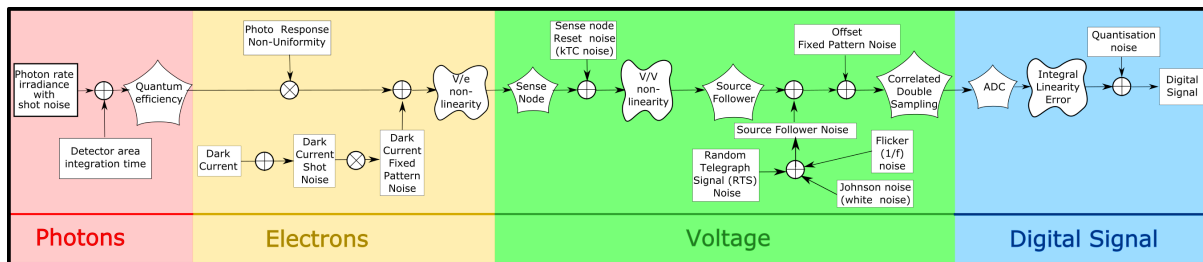 Photon rate
irradiance
with
shot noise
Detector area
integration time
Quantum
efficiency
Photo Response
Non-Uniformity
Dark
Current
Dark
Current
Shot
Noise
Dark
Current
Fixed
Pattern
Noise
V/e
non-
linearity
Sense
Node
Sense node
Reset noise
(kTC noise)
V/V
non-
linearity
Source
Follower
Source Follower Noise
Random
Telegraph
Signal (RTS)
Noise
Flicker
(1/f)
noise
Johnson noise
(white noise)
Offset
Fixed Pattern Noise
Correlated
Double
Sampling
ADC
Integral
Linearity
Error
Quantisation
noise
Digital
Signal
Photons
Electrons
Voltage
Digital Signal